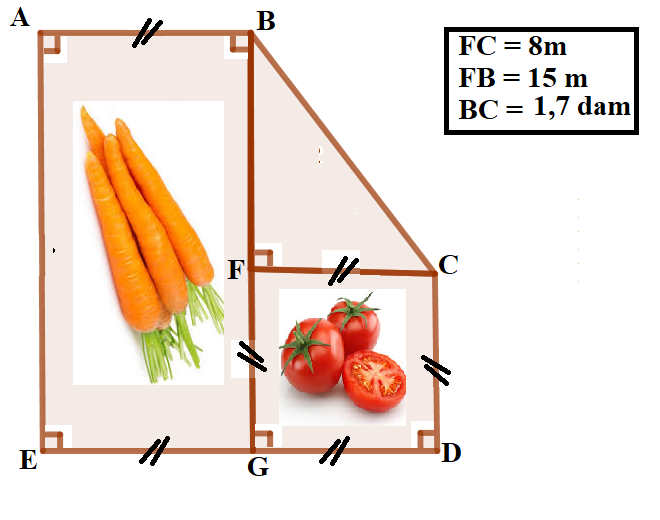 A
B
FC = 8m
FB = 15 m
BC = 1,7 dam
F
C
E
G
D